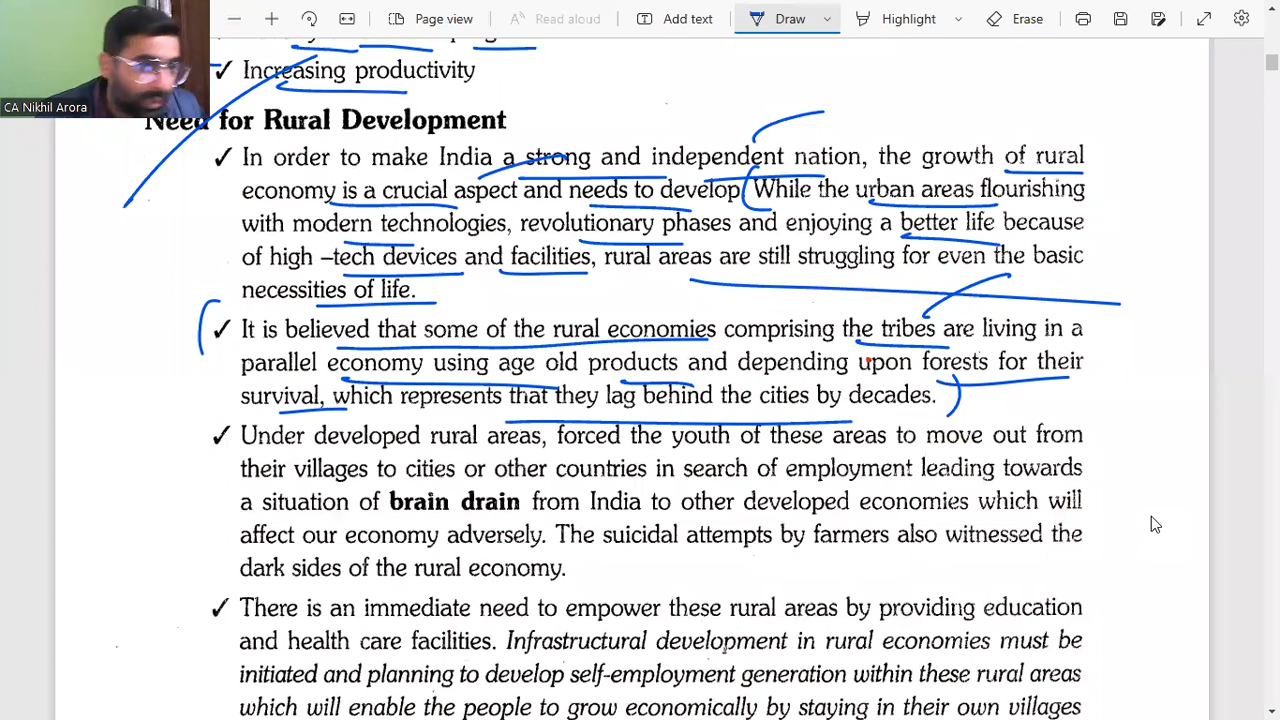 Page view
Read aloud
Add text
Draw
Highlight
Erase
CA Nikhil Arora
✓ Increasing productivity
Need for Rural Development
✓ In order to make India a strong and independent nation, the growth of rural
economy is a crucial aspect and needs to develop. While the urban areas flourishing
with modern technologies, revolutionary phases and enjoying a better life because
of high –tech devices and facilities, rural areas are still struggling for even the basic
necessities of life.
✓ It is believed that some of the rural economies comprising the tribes are living in a
parallel economy using age old products and depending upon forests for their
survival, which represents that they lag behind the cities by decades.
✓ Under developed rural areas, forced the youth of these areas to move out from
their villages to cities or other countries in search of employment leading towards
a situation of brain drain from India to other developed economies which will
affect our economy adversely. The suicidal attempts by farmers also witnessed the
dark sides of the rural economy.
✓ There is an immediate need to empower these rural areas by providing education
and health care facilities. Infrastructural development in rural economies must be
initiated and planning to develop self-employment generation within these rural areas
which will enable the people to grow economically by staying in their own villages